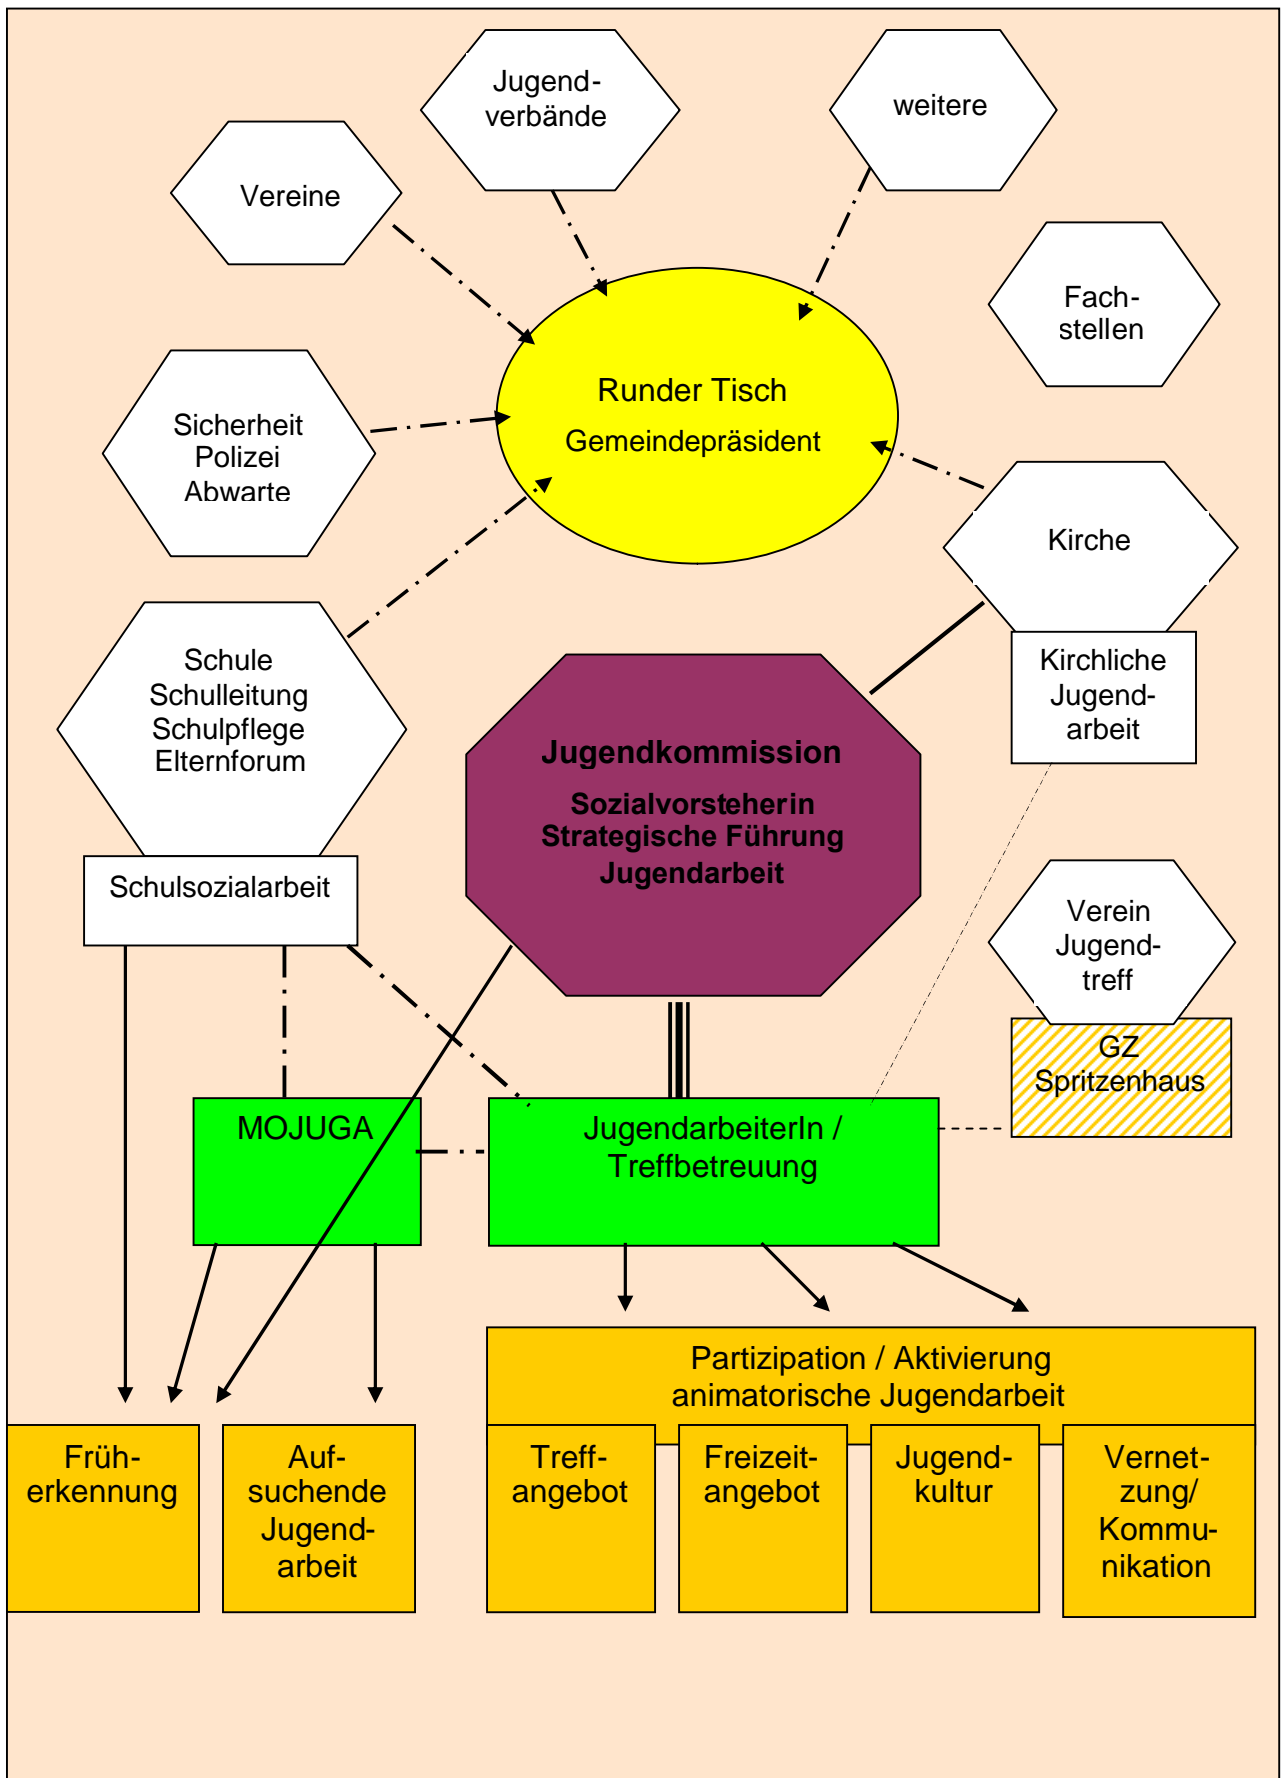 Jugend-
verbände
weitere
Vereine
Fach-
stellen
Runder Tisch
Gemeindepräsident
Sicherheit
Polizei
Abwarte
Kirche
Kirchliche
Jugend-
arbeit
Schule
Schulleitung
Schulpflege
Elternforum
Schulsozialarbeit
Jugendkommission
Sozialvorsteherin
Strategische Führung
Jugendarbeit
Verein
Jugend-
treff
GZ
Spritzenhaus
MOJUGA
JugendarbeiterIn /
Treffbetreuung
Partizipation / Aktivierung
animatorische Jugendarbeit
Früh-
erkennung
Auf-
suchende
Jugend-
arbeit
Treff-
angebot
Freizeit-
angebot
Jugend-
kultur
Vernet-
zung/
Kommu-
nikation